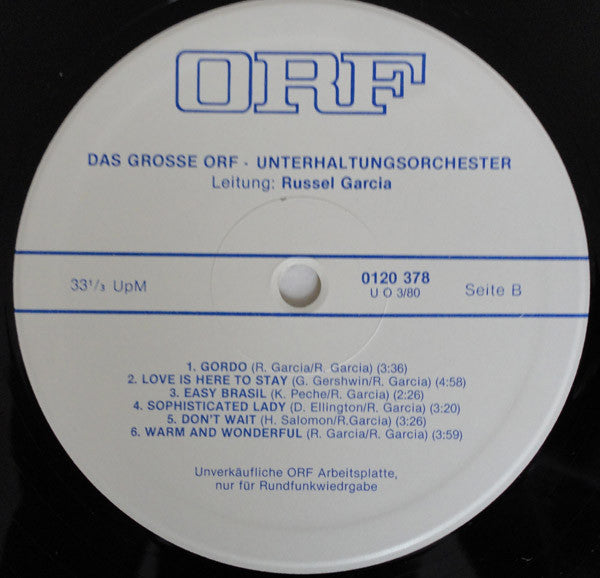 ORF
DAS GROSSE ORF - UNTERHALTUNGSORCHESTER
Leitung: Russel Garcia
33 1/3 UpM
0120 378
U O 3/80
Seite B
1. GORDO (R. Garcia/R. Garcia) (3:36)
2. LOVE IS HERE TO STAY (G. Gershwin/R. Garcia) (4:58)
3. EASY BRASIL (K. Peche/R. Garcia) (2:26)
4. SOPHISTICATED LADY (D. Ellington/R. Garcia) (3:20)
5. DON'T WAIT (H. Salomon/R.Garcia) (3:26)
6. WARM AND WONDERFUL (R. Garcia/R. Garcia) (3:59)
Unverkäufliche ORF Arbeitsplatte,
nur für Rundfunkwiedrgabe